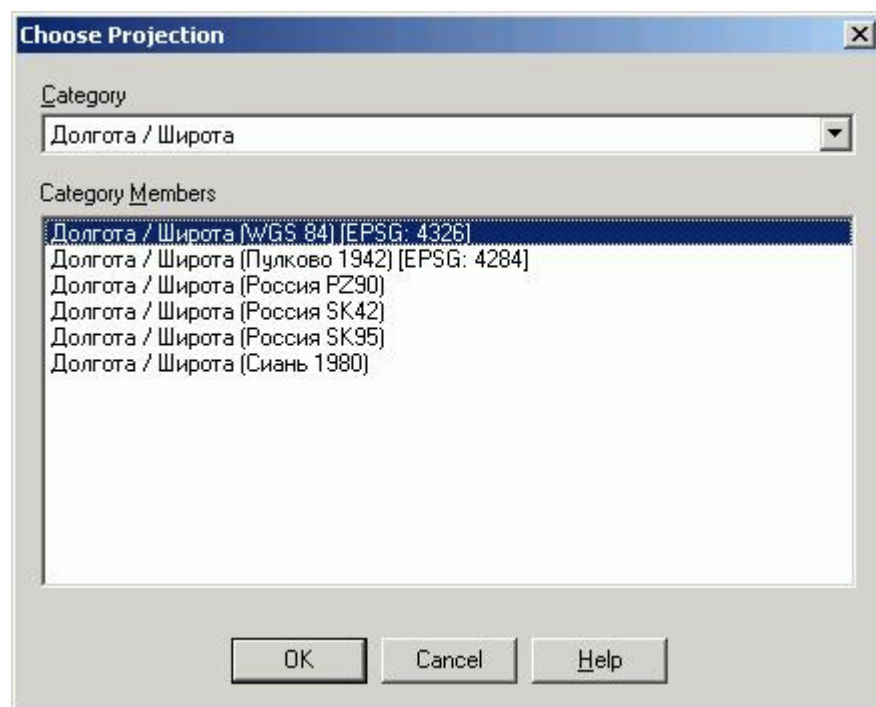 Choose Projection
Category
Долгота / Широта
Category Members
Долгота / Широта (WGS 84) [EPSG: 4326]
Долгота / Широта (Пулково 1942) [EPSG: 4284]
Долгота / Широта (Россия PZ90)
Долгота / Широта (Россия SK42)
Долгота / Широта (Россия SK95)
Долгота / Широта (Сиань 1980)
OK Cancel Help